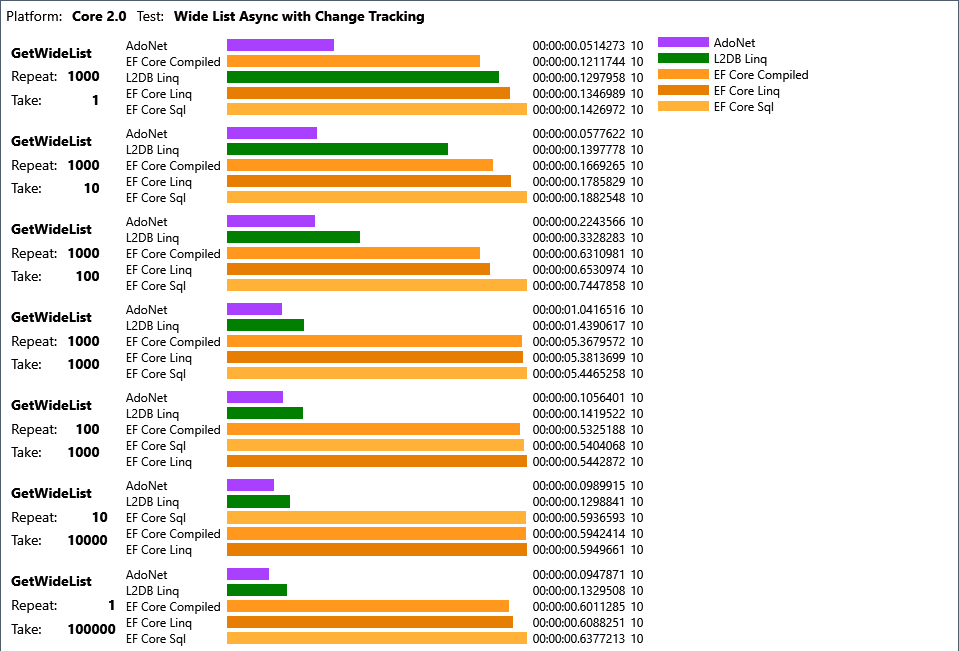 Platform: Core 2.0 Test: Wide List Async with Change Tracking
GetWideList
Repeat: 1000
Take: 1
AdoNet 00:00:00.0514273 10
EF Core Compiled 00:00:00.1211744 10
L2DB Linq 00:00:00.1297958 10
EF Core Linq 00:00:00.1346989 10
EF Core Sql 00:00:00.1426972 10
AdoNet
L2DB Linq
EF Core Compiled
EF Core Linq
EF Core Sql
GetWideList
Repeat: 1000
Take: 10
AdoNet 00:00:00.0577622 10
L2DB Linq 00:00:00.1397778 10
EF Core Compiled 00:00:00.1669265 10
EF Core Linq 00:00:00.1785829 10
EF Core Sql 00:00:00.1882548 10
GetWideList
Repeat: 1000
Take: 100
AdoNet 00:00:00.2243566 10
L2DB Linq 00:00:00.3328283 10
EF Core Compiled 00:00:00.6310981 10
EF Core Linq 00:00:00.6530974 10
EF Core Sql 00:00:00.7447858 10
GetWideList
Repeat: 1000
Take: 1000
AdoNet 00:00:01.0416516 10
L2DB Linq 00:00:01.4390617 10
EF Core Compiled 00:00:05.3679572 10
EF Core Linq 00:00:05.3813699 10
EF Core Sql 00:00:05.4465258 10
GetWideList
Repeat: 100
Take: 1000
AdoNet 00:00:00.1056401 10
L2DB Linq 00:00:00.1419522 10
EF Core Compiled 00:00:00.5325188 10
EF Core Sql 00:00:00.5404068 10
EF Core Linq 00:00:00.5442872 10
GetWideList
Repeat: 10
Take: 10000
AdoNet 00:00:00.0989915 10
L2DB Linq 00:00:00.1298841 10
EF Core Sql 00:00:00.5936593 10
EF Core Compiled 00:00:00.5942414 10
EF Core Linq 00:00:00.5949661 10
GetWideList
Repeat: 1
Take: 100000
AdoNet 00:00:00.0947871 10
L2DB Linq 00:00:00.1329508 10
EF Core Compiled 00:00:00.6011285 10
EF Core Linq 00:00:00.6088251 10
EF Core Sql 00:00:00.6377213 10